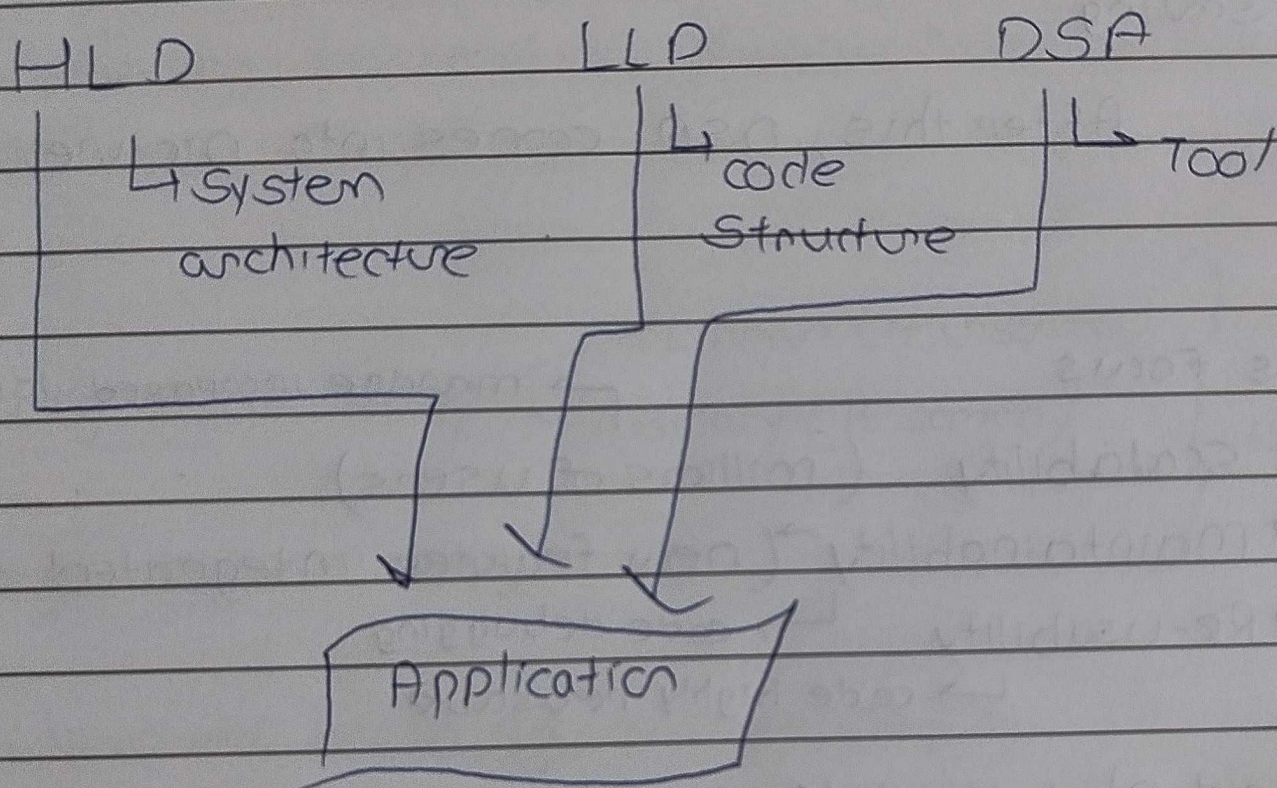 HLD LLD DSA
↳ System architecture
↳ code Structure
↳ Tool
Application